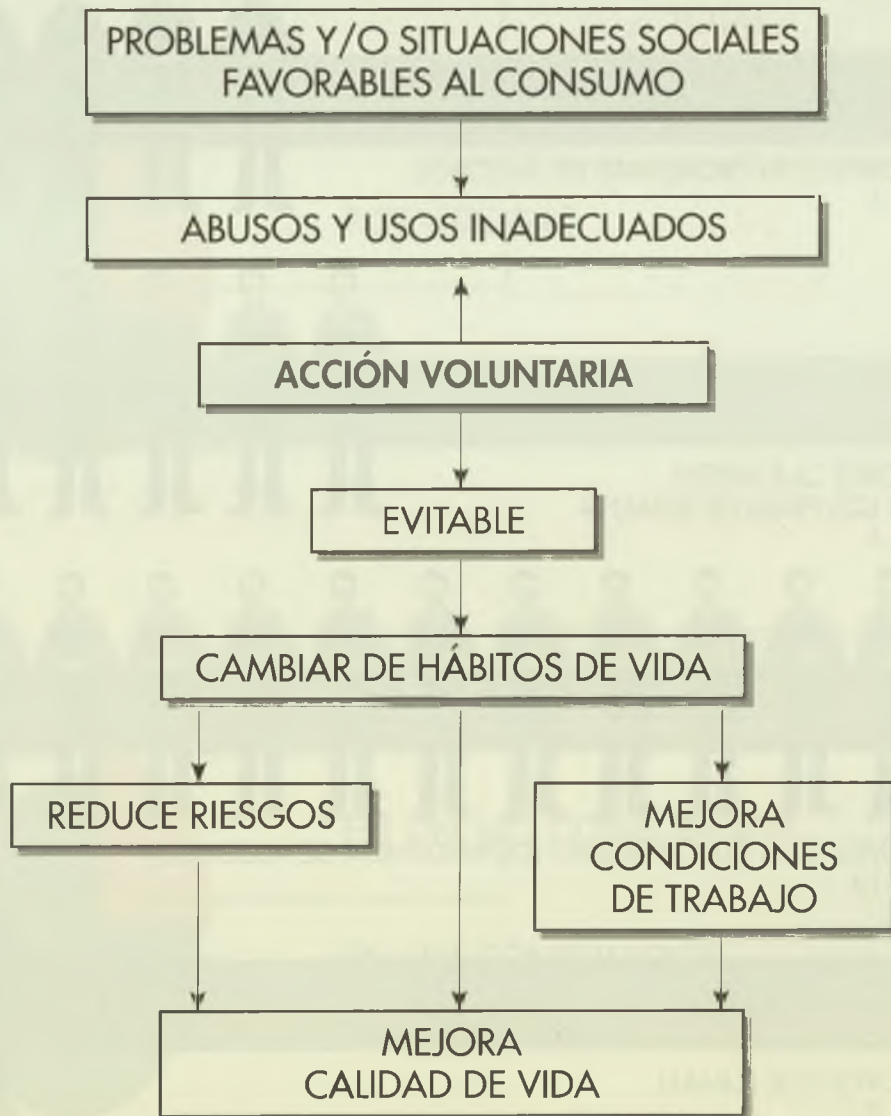 PROBLEMAS Y/O SITUACIONES SOCIALES
FAVORABLES AL CONSUMO
ABUSOS Y USOS INADECUADOS
ACCIÓN VOLUNTARIA
EVITABLE
CAMBIAR DE HÁBITOS DE VIDA
REDUCE RIESGOS
MEJORA
CONDICIONES
DE TRABAJO
MEJORA
CALIDAD DE VIDA